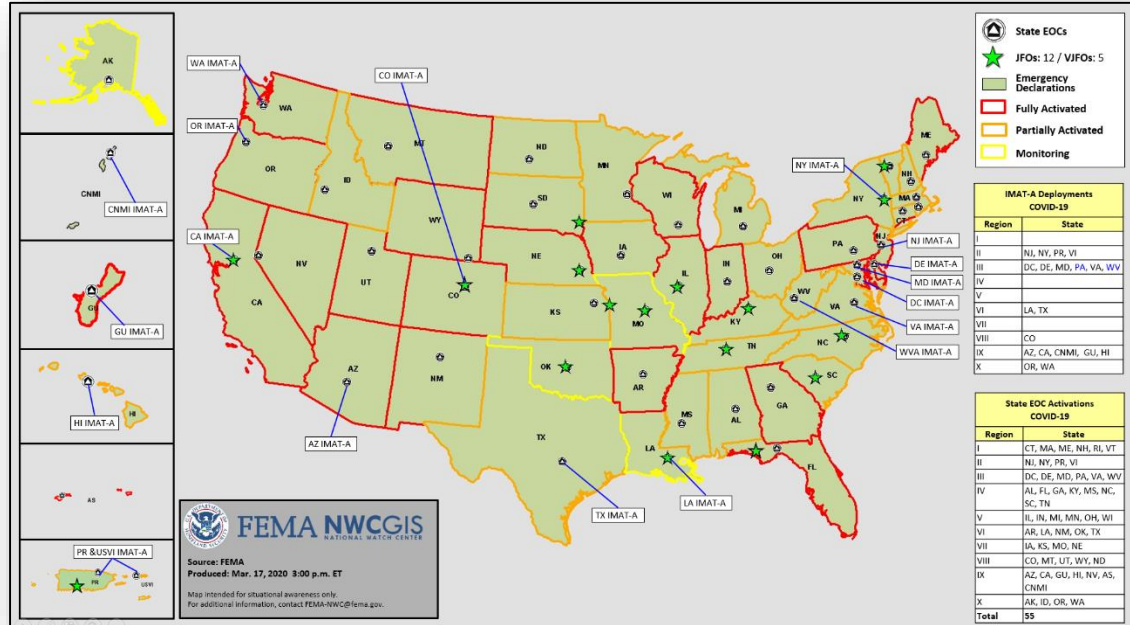 AK
CNMI
CNMI IMAT-A
GU
GU IMAT-A
HI
HI IMAT-A
AS
PR &USVI IMAT-A
PR
USVI
WA IMAT-A
CO IMAT-A
OR IMAT-A
CA IMAT-A
AZ IMAT-A
TX IMAT-A
LA IMAT-A
NY IMAT-A
NJ IMAT-A
DE IMAT-A
MD IMAT-A
DC IMAT-A
VA IMAT-A
WVA IMAT-A
WA
OR
CA
NV
ID
MT
WY
UT
AZ
CO
NM
ND
SD
NE
KS
OK
TX
MN
IA
MO
AR
LA
WI
IL
MI
IN
OH
KY
TN
MS
AL
GA
FL
SC
NC
VA
WV
PA
NY
NJ
CT
MA
NH
ME
FEMA NWCGIS
NATIONAL WATCH CENTER
Source: FEMA
Produced: Mar. 17, 2020 3:00 p.m. ET
Map intended for situational awareness only.
For additional information, contact FEMA-NWC@fema.gov.
State EOCs
JFOs: 12 / VJFOs: 5
Emergency
Declarations
Fully Activated
Partially Activated
Monitoring
IMAT-A Deployments
COVID-19
Region State
I
II NJ, NY, PR, VI
III DC, DE, MD, PA, VA, WV
IV
V
VI LA, TX
VII
VIII CO
IX AZ, CA, CNMI, GU, HI
X OR, WA
State EOC Activations
COVID-19
Region State
I CT, MA, ME, NH, RI, VT
II NJ, NY, PR, VI
III DC, DE, MD, PA, VA, WV
IV AL, FL, GA, KY, MS, NC,
SC, TN
V IL, IN, MI, MN, OH, WI
VI AR, LA, NM, OK, TX
VII IA, KS, MO, NE
VIII CO, MT, UT, WY, ND
IX AZ, CA, GU, HI, NV, AS,
CNMI
X AK, ID, OR, WA
Total 55